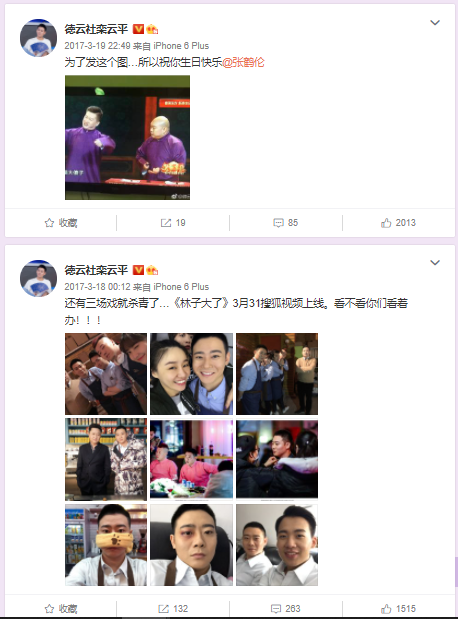 德云社栾云平
2017-3-19 22:49 来自 iPhone 6 Plus
为了发这个图...所以祝你生日快乐@张鹤伦
收藏
19
85
2013
德云社栾云平
2017-3-18 00:12 来自 iPhone 6 Plus
还有三场戏就杀青了...《林子大了》3月31搜狐视频上线。看不看你们看着
办！！！
收藏
132
263
1515